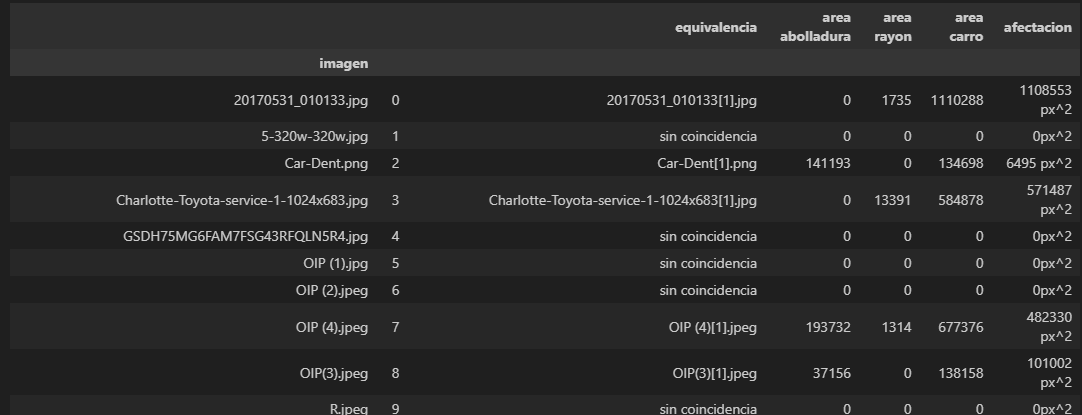 equivalencia area abolladura area rayon area carro afectacion
imagen
20170531_010133.jpg 0 20170531_010133[1].jpg 0 1735 1110288 1108553 px^2
5-320w-320w.jpg 1 sin coincidencia 0 0 0 0px^2
Car-Dent.png 2 Car-Dent[1].png 141193 0 134698 6495 px^2
Charlotte-Toyota-service-1-1024x683.jpg 3 Charlotte-Toyota-service-1-1024x683[1].jpg 0 13391 584878 571487 px^2
GSDH75MG6FAM7FSG43RFQLN5R4.jpg 4 sin coincidencia 0 0 0 0px^2
OIP (1).jpg 5 sin coincidencia 0 0 0 0px^2
OIP (2).jpeg 6 sin coincidencia 0 0 0 0px^2
OIP (4).jpeg 7 OIP (4)[1].jpeg 193732 1314 677376 482330 px^2
OIP(3).jpeg 8 OIP(3)[1].jpeg 37156 0 138158 101002 px^2
R.jpeg 9 sin coincidencia 0 0 0 0px^2